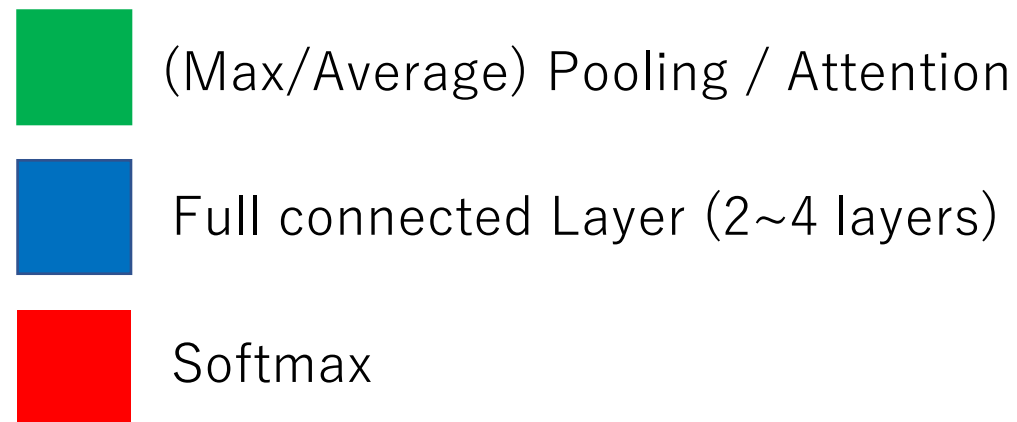 (Max/Average) Pooling / Attention
Full connected Layer (2~4 layers)
Softmax